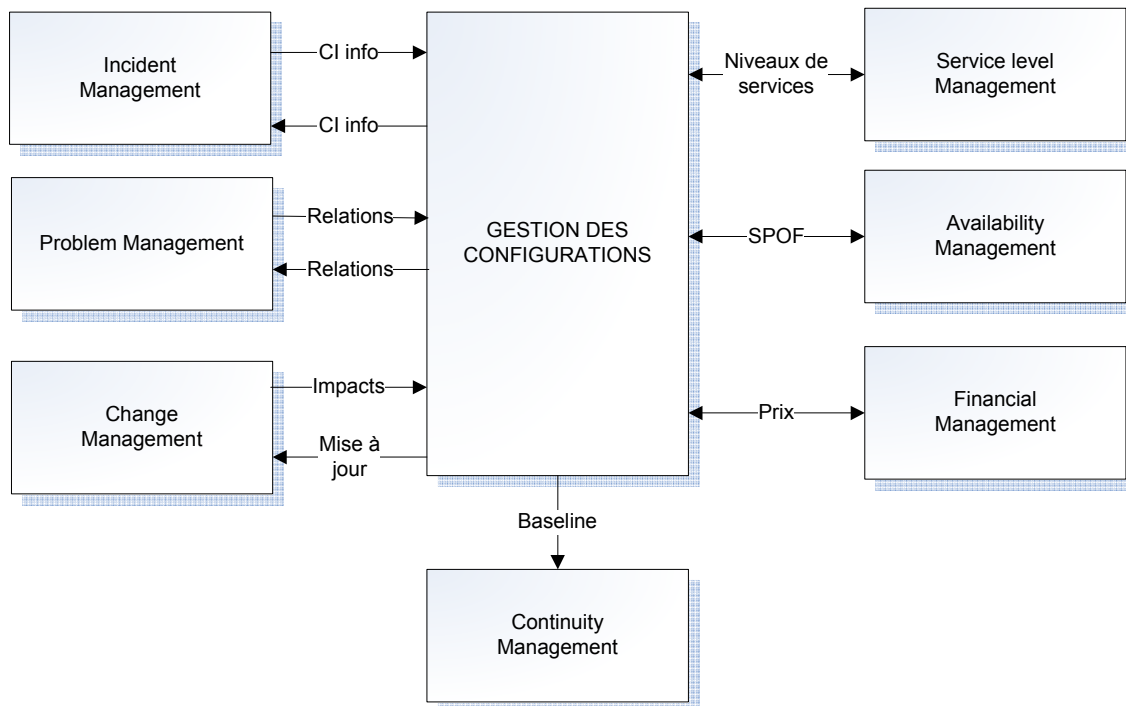 Incident
Management
CI info
CI info
Problem Management
Relations
Relations
Change
Management
Impacts
Mise à
jour
GESTION DES
CONFIGURATIONS
Niveaux de
services
Service level
Management
SPOF
Availability
Management
Prix
Financial
Management
Baseline
Continuity
Management